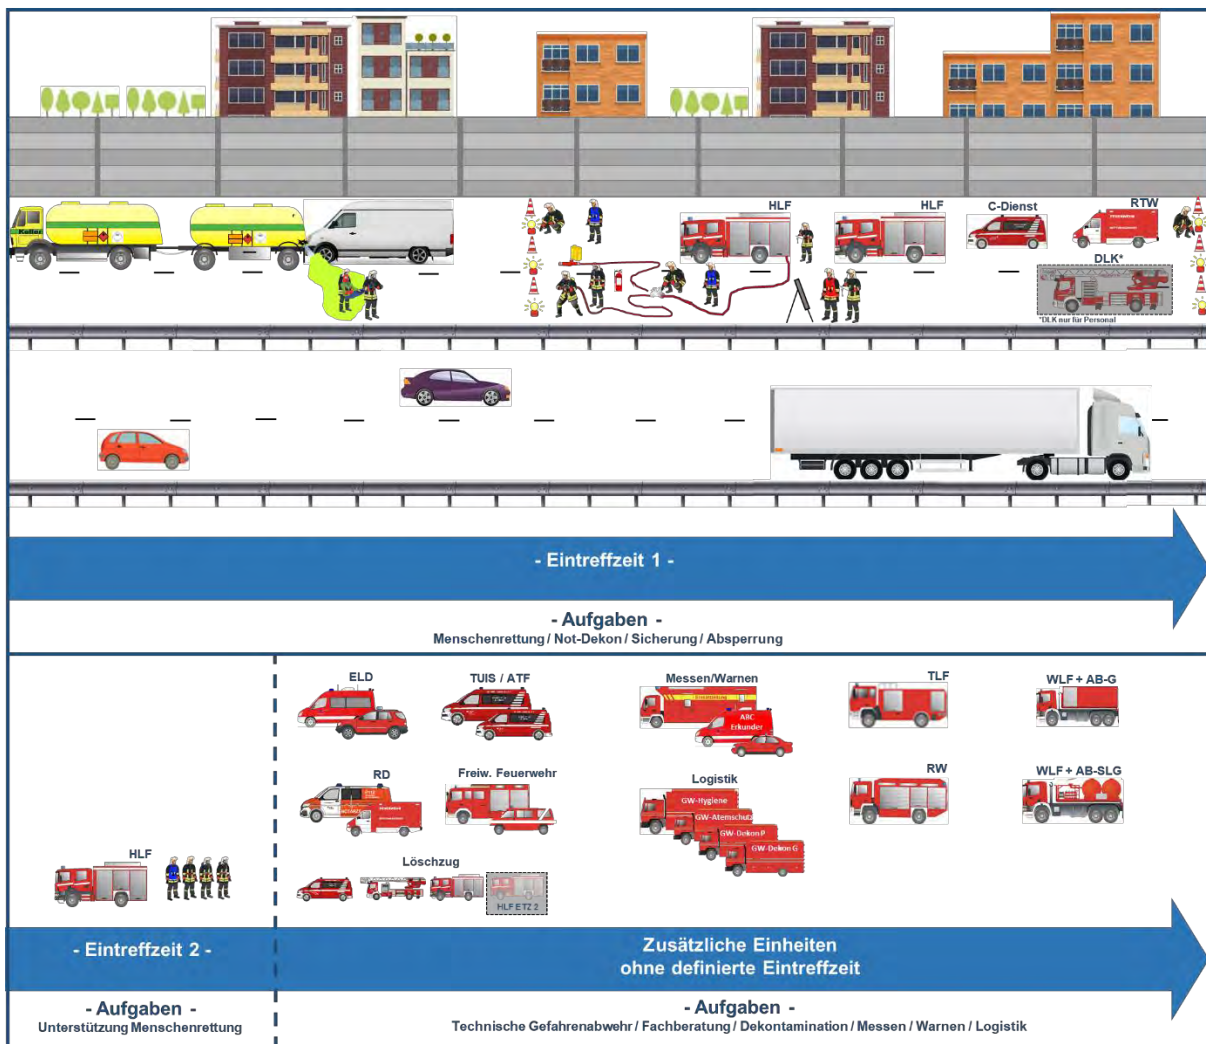 Keller
HLF
HLF
C-Dienst
RTW
DLK*
*DLK nur für Personal
- Eintreffzeit 1 -
- Aufgaben -
Menschenrettung / Not-Dekon / Sicherung / Absperrung
ELD
TUIS / ATF
Messen/Warnen
ABC
Erkunder
TLF
WLF + AB-G
RD
Freiw. Feuerwehr
Logistik
GW-Hygiene
GW-Atemschutz
GW-Dekon P
GW-Dekon G
RW
WLF + AB-SLG
HLF
Löschzug
HLF ETZ 2
- Eintreffzeit 2 -
Zusätzliche Einheiten
ohne definierte Eintreffzeit
- Aufgaben -
Unterstützung Menschenrettung
- Aufgaben -
Technische Gefahrenabwehr / Fachberatung / Dekontamination / Messen / Warnen / Logistik